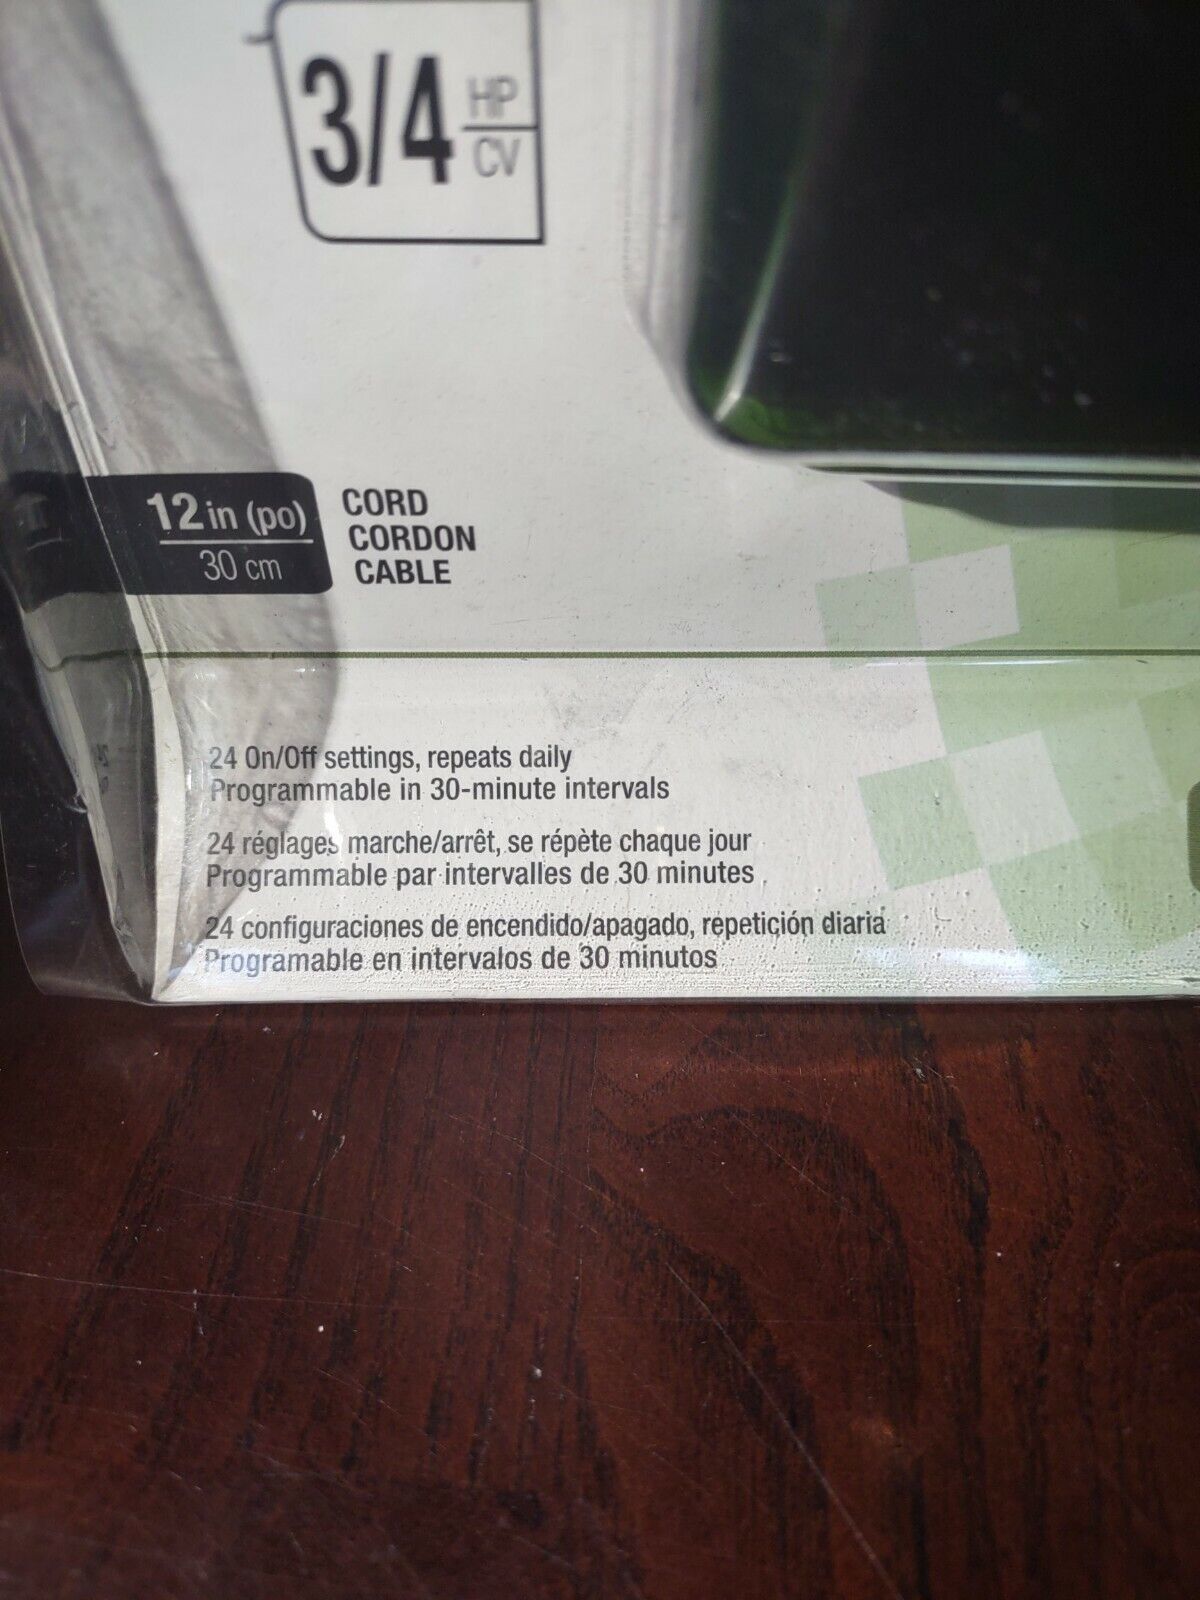 3/4 HP
CV
12 in (po)
30 cm
CORD
CORDON
CABLE
24 On/Off settings, repeats daily
Programmable in 30-minute intervals
24 réglages marche/arrêt, se répète chaque jour
Programmable par intervalles de 30 minutes
24 configuraciones de encendido/apagado, repetición diaria
Programable en intervalos de 30 minutos